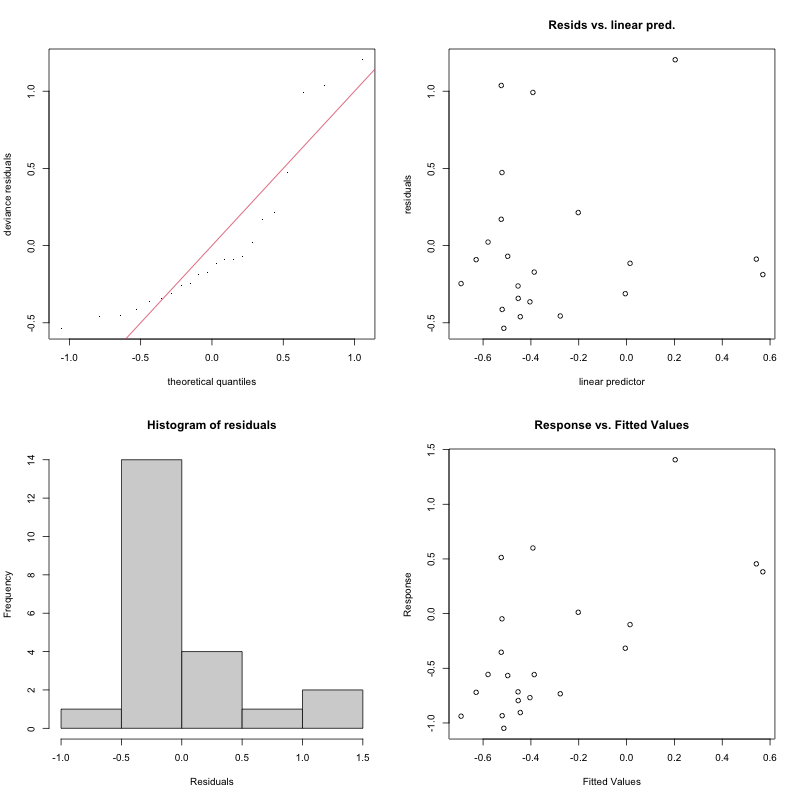 deviance residuals
1.0
0.5
0.0
-0.5
-1.0 -0.5 0.0 0.5 1.0
theoretical quantiles
Resids vs. linear pred.
residuals
1.0
0.5
0.0
-0.5
-0.6 -0.4 -0.2 0.0 0.2 0.4 0.6
linear predictor
Histogram of residuals
Frequency
14
12
10
8
6
4
2
0
-1.0 -0.5 0.0 0.5 1.0 1.5
Residuals
Response vs. Fitted Values
Response
1.5
1.0
0.5
0.0
-0.5
-1.0
-0.6 -0.4 -0.2 0.0 0.2 0.4 0.6
Fitted Values